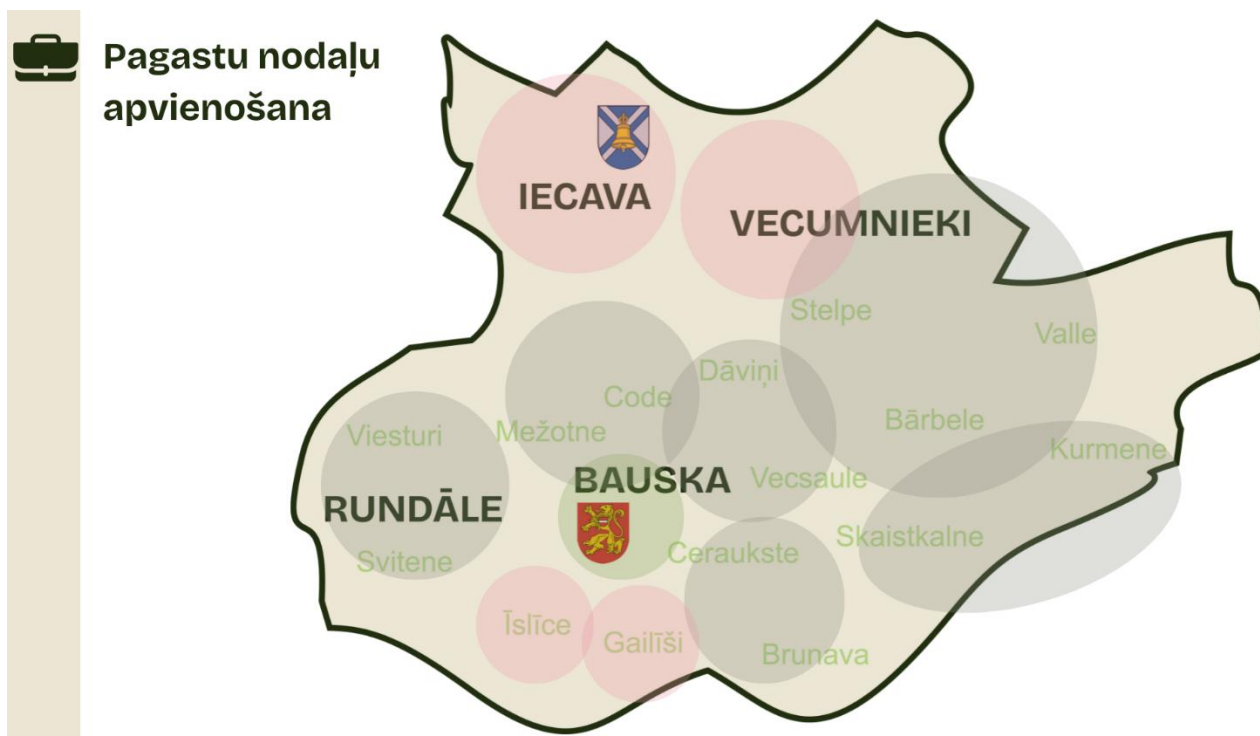 Pagastu nodaļu
apvienošana
IECAVA
VECUMNIEKI
Stelpe
Valle
Dāviņi
Code
Bārbele
Viesturi
Mežotne
Kurmene
BAUSKA
Vecsaule
RUNDĀLE
Skaistkalne
Ceraukste
Svitene
Īslīce
Gailīši
Brunava